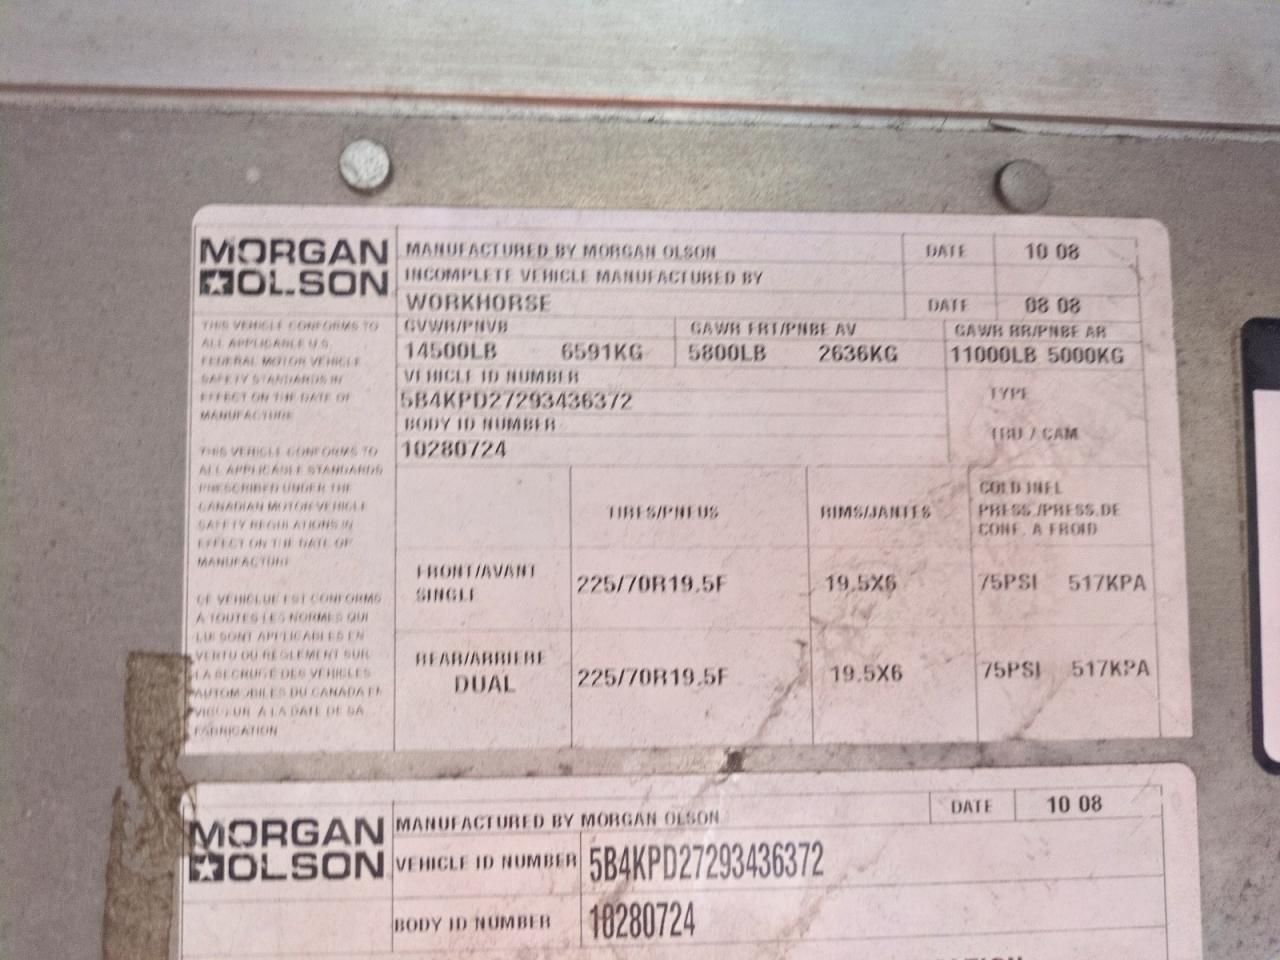 MORGAN
OLSON
MANUFACTURED BY MORGAN OLSON DATE 10 08
INCOMPLETE VEHICLE MANUFACTURED BY
WORKHORSE DATE 08 08
GVWR/PNVB GAWR FRT/PNBE AV GAWR RR/PNBE AR
14500LB 6591KG 5800LB 2636KG 11000LB 5000KG
VEHICLE ID NUMBER
5B4KPD27293436372
BODY ID NUMBER
10280724
TYPE
TRU / CAM
THIS VEHICLE CONFORMS TO
ALL APPLICABLE U.S.
FEDERAL MOTOR VEHICLE
SAFETY STANDARDS IN
EFFECT ON THE DATE OF
MANUFACTURE
THIS VEHICLE CONFORMS TO
ALL APPLICABLE STANDARDS
PRESCRIBED UNDER THE
CANADIAN MOTOR VEHICLE
SAFETY REGULATIONS IN
EFFECT ON THE DATE OF
MANUFACTURE
CE VEHICLUE EST CONFORMS
A TOUTES LES NORMES QUI
LUI SONT APPLICABLES EN
VERTU DU REGLEMENT SUR
LA SECRUGE DES VEHICLES
AUTOMOBILES DU CANADA EN
VIGUEUR A LA DATE DE SA
FABRICATION
TIRES/PNEUS RIMS/JANTES COLD INFL
PRESS./PRESS.DE
CONF. A FROID
FRONT/AVANT
SINGLE 225/70R19.5F 19.5X6 75PSI 517KPA
REAR/ARRIERE
DUAL 225/70R19.5F 19.5X6 75PSI 517KPA
MORGAN
OLSON
MANUFACTURED BY MORGAN OLSON DATE 10 08
VEHICLE ID NUMBER 5B4KPD27293436372
BODY ID NUMBER 10280724